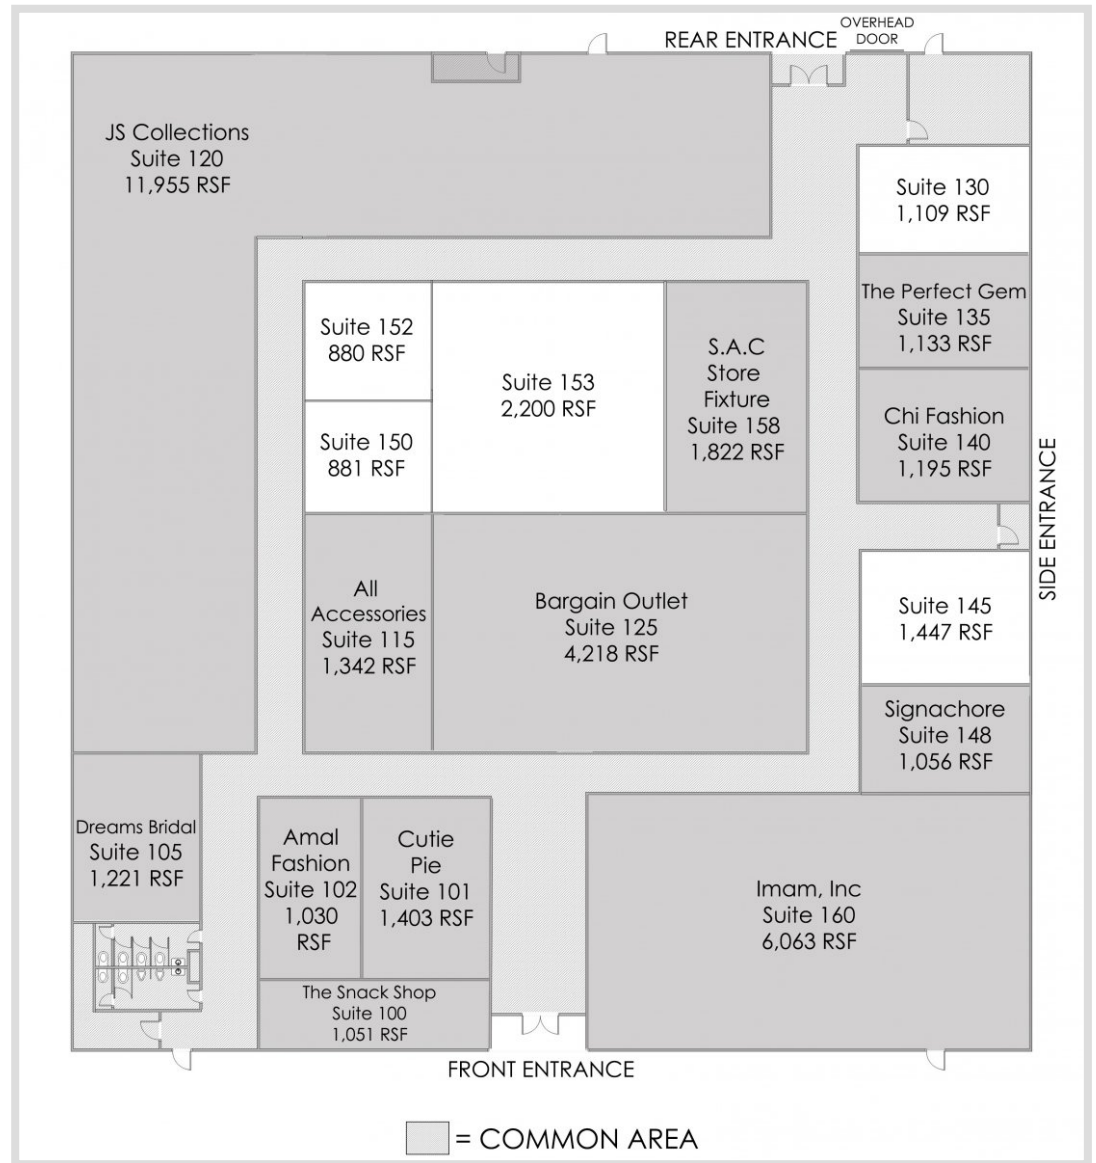 OVERHEAD
DOOR
REAR ENTRANCE
JS Collections
Suite 120
11,955 RSF
Suite 130
1,109 RSF
The Perfect Gem
Suite 135
1,133 RSF
Suite 152
880 RSF
Suite 153
2,200 RSF
S.A.C
Store
Fixture
Suite 158
1,822 RSF
Chi Fashion
Suite 140
1,195 RSF
Suite 150
881 RSF
SIDE ENTRANCE
All
Accessories
Suite 115
1,342 RSF
Bargain Outlet
Suite 125
4,218 RSF
Suite 145
1,447 RSF
Signachore
Suite 148
1,056 RSF
Dreams Bridal
Suite 105
1,221 RSF
Amal
Fashion
Suite 102
1,030
RSF
Cutie
Pie
Suite 101
1,403 RSF
Imam, Inc
Suite 160
6,063 RSF
The Snack Shop
Suite 100
1,051 RSF
FRONT ENTRANCE
= COMMON AREA